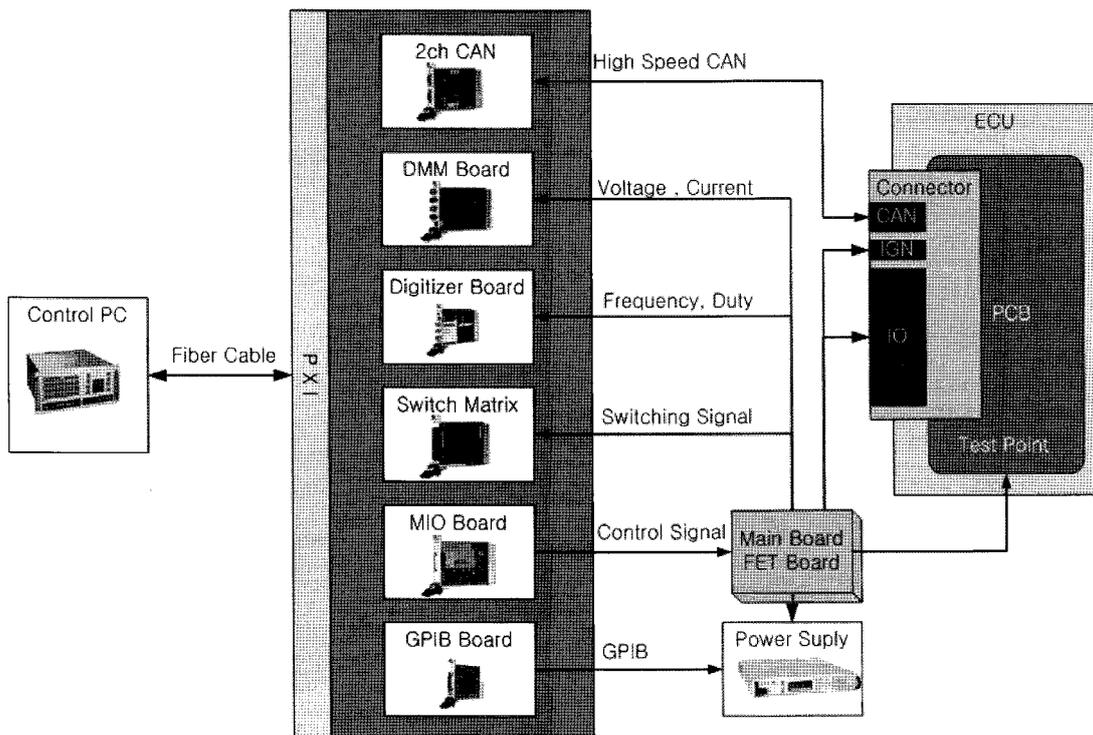 Control PC
Fiber Cable
PXI
2ch CAN
High Speed CAN
DMM Board
Voltage , Current
Digitizer Board
Frequency, Duty
Switch Matrix
Switching Signal
MIO Board
Control Signal
GPIB Board
GPIB
Main Board
FET Board
Power Suply
ECU
Connector
CAN
IGN
IO
PCB
Test Point